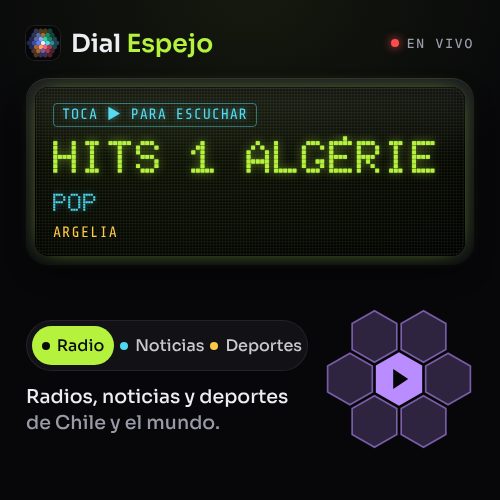 Dial Espejo
EN VIVO
TOCA ▶ PARA ESCUCHAR
HITS 1 ALGÉRIE
POP
ARGELIA
Radio Noticias Deportes
Radios, noticias y deportes
de Chile y el mundo.